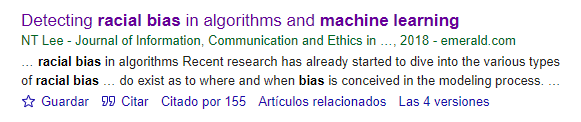 Detecting racial bias in algorithms and machine learning
NT Lee - Journal of Information, Communication and Ethics in …, 2018 - emerald.com
… racial bias in algorithms Recent research has already started to dive into the various types
of racial bias … do exist as to where and when bias is conceived in the modeling process. …
Guardar Citar Citado por 155 Artículos relacionados Las 4 versiones